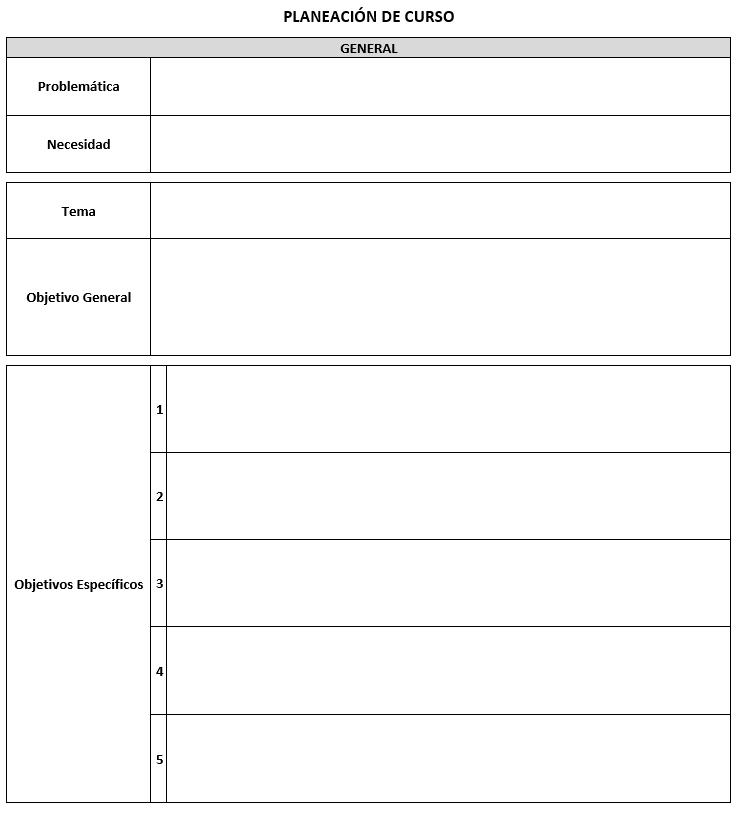 PLANEACIÓN DE CURSO
GENERAL
Problemática
Necesidad
Tema
Objetivo General
Objetivos Específicos
1
2
3
4
5